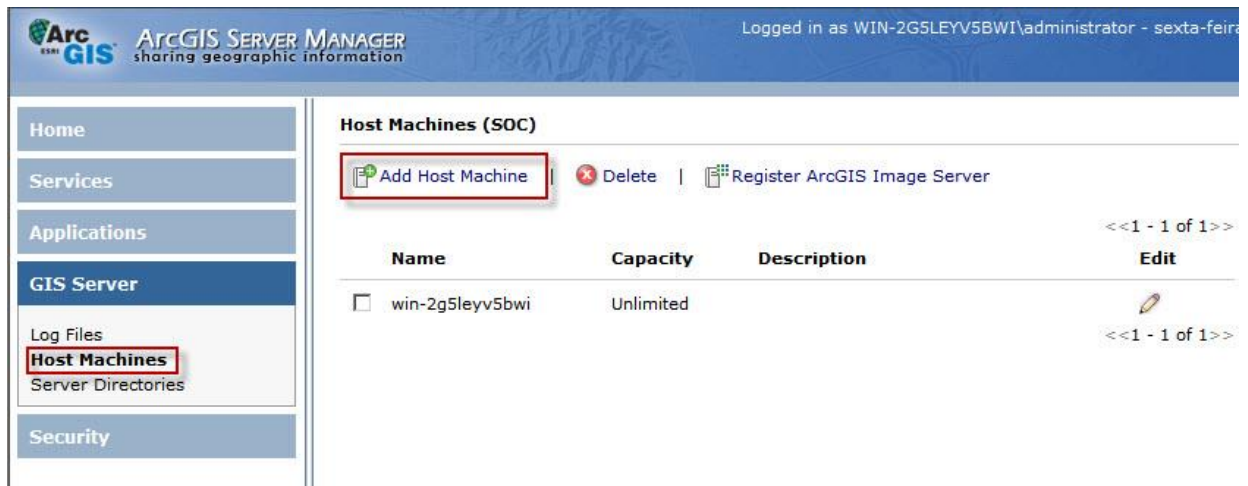 Arc
ESRI GIS
ArcGIS Server Manager
sharing geographic information
Logged in as WIN-2G5LEYV5BWI\administrator - sexta-feira
Home
Services
Applications
GIS Server
Log Files
Host Machines
Server Directories
Security
Host Machines (SOC)
Add Host Machine | Delete | Register ArcGIS Image Server
<<1 - 1 of 1>>
Name Capacity Description Edit
win-2g5leyv5bwi Unlimited
<<1 - 1 of 1>>